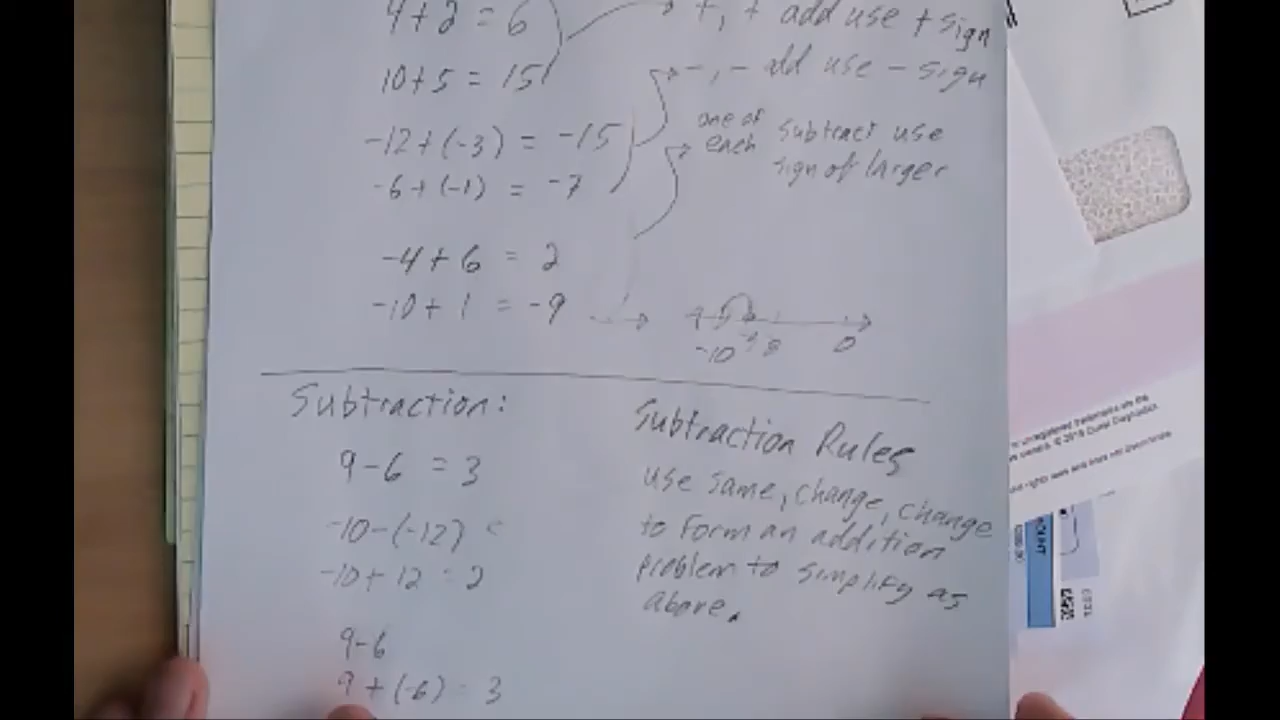 4+2=6
+, + add use + sign
10+5 = 15
-, - add use - sign
-12+(-3) = -15
one of each subtract use
sign of larger
-6+(-1) = -7
-4+6 = 2
-10+1 = -9
-10 -9 8 0
Subtraction:
9-6 = 3
-10-(-12) =
-10+12 = 2
9-6
9+(-6) = 3
Subtraction Rules
use same, change, change
to form an addition
problem to simplify as
above.